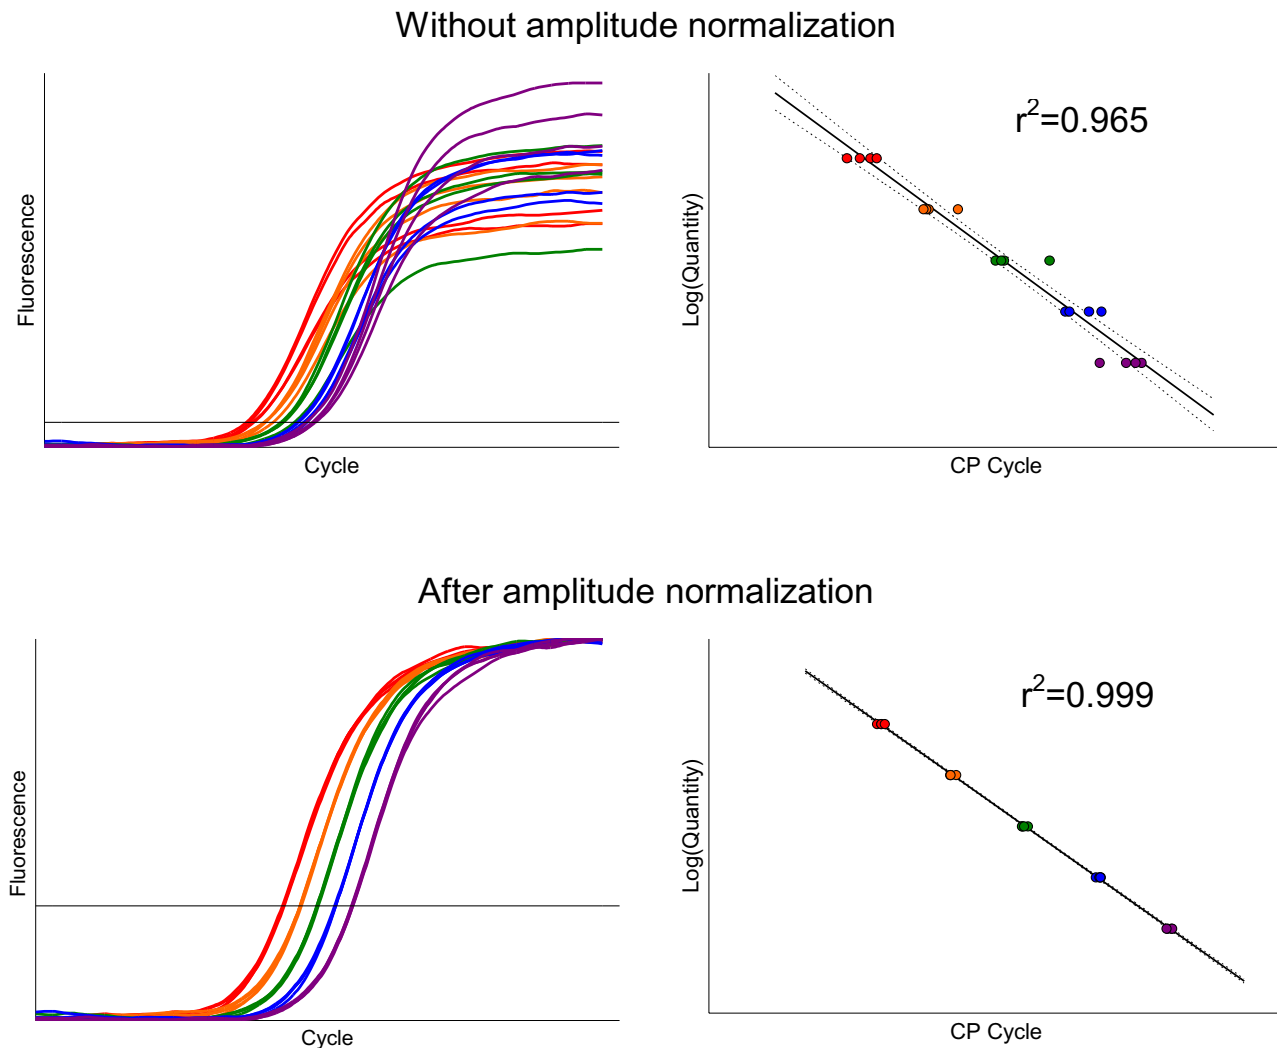 Without amplitude normalization
Fluorescence
Cycle
r²=0.965
Log(Quantity)
CP Cycle
After amplitude normalization
Fluorescence
Cycle
r²=0.999
Log(Quantity)
CP Cycle